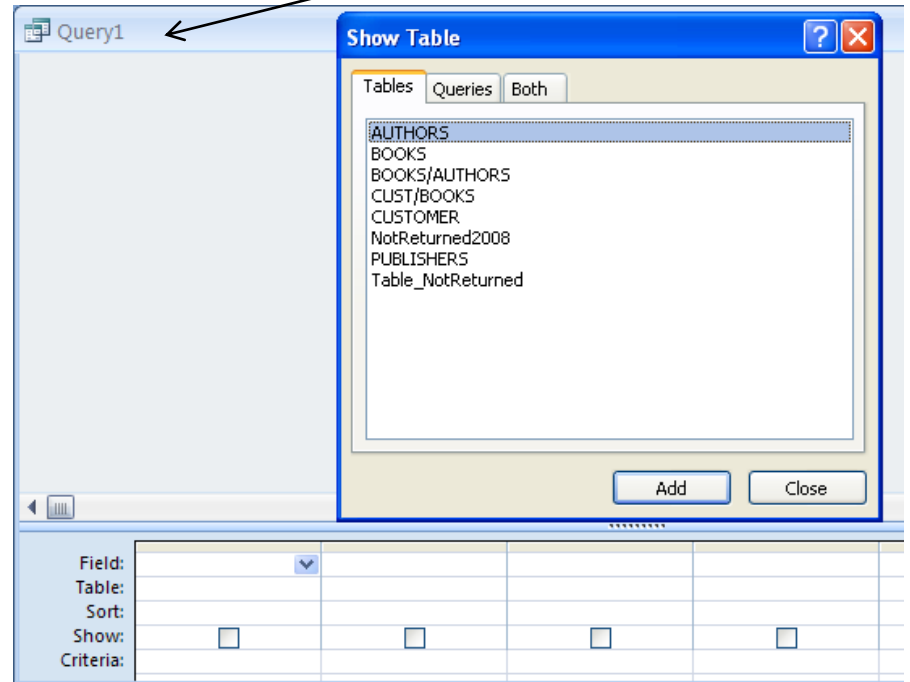 Query1
Show Table
Tables Queries Both
AUTHORS
BOOKS
BOOKS/AUTHORS
CUST/BOOKS
CUSTOMER
NotReturned2008
PUBLISHERS
Table_NotReturned
Add Close
Field:
Table:
Sort:
Show:
Criteria: